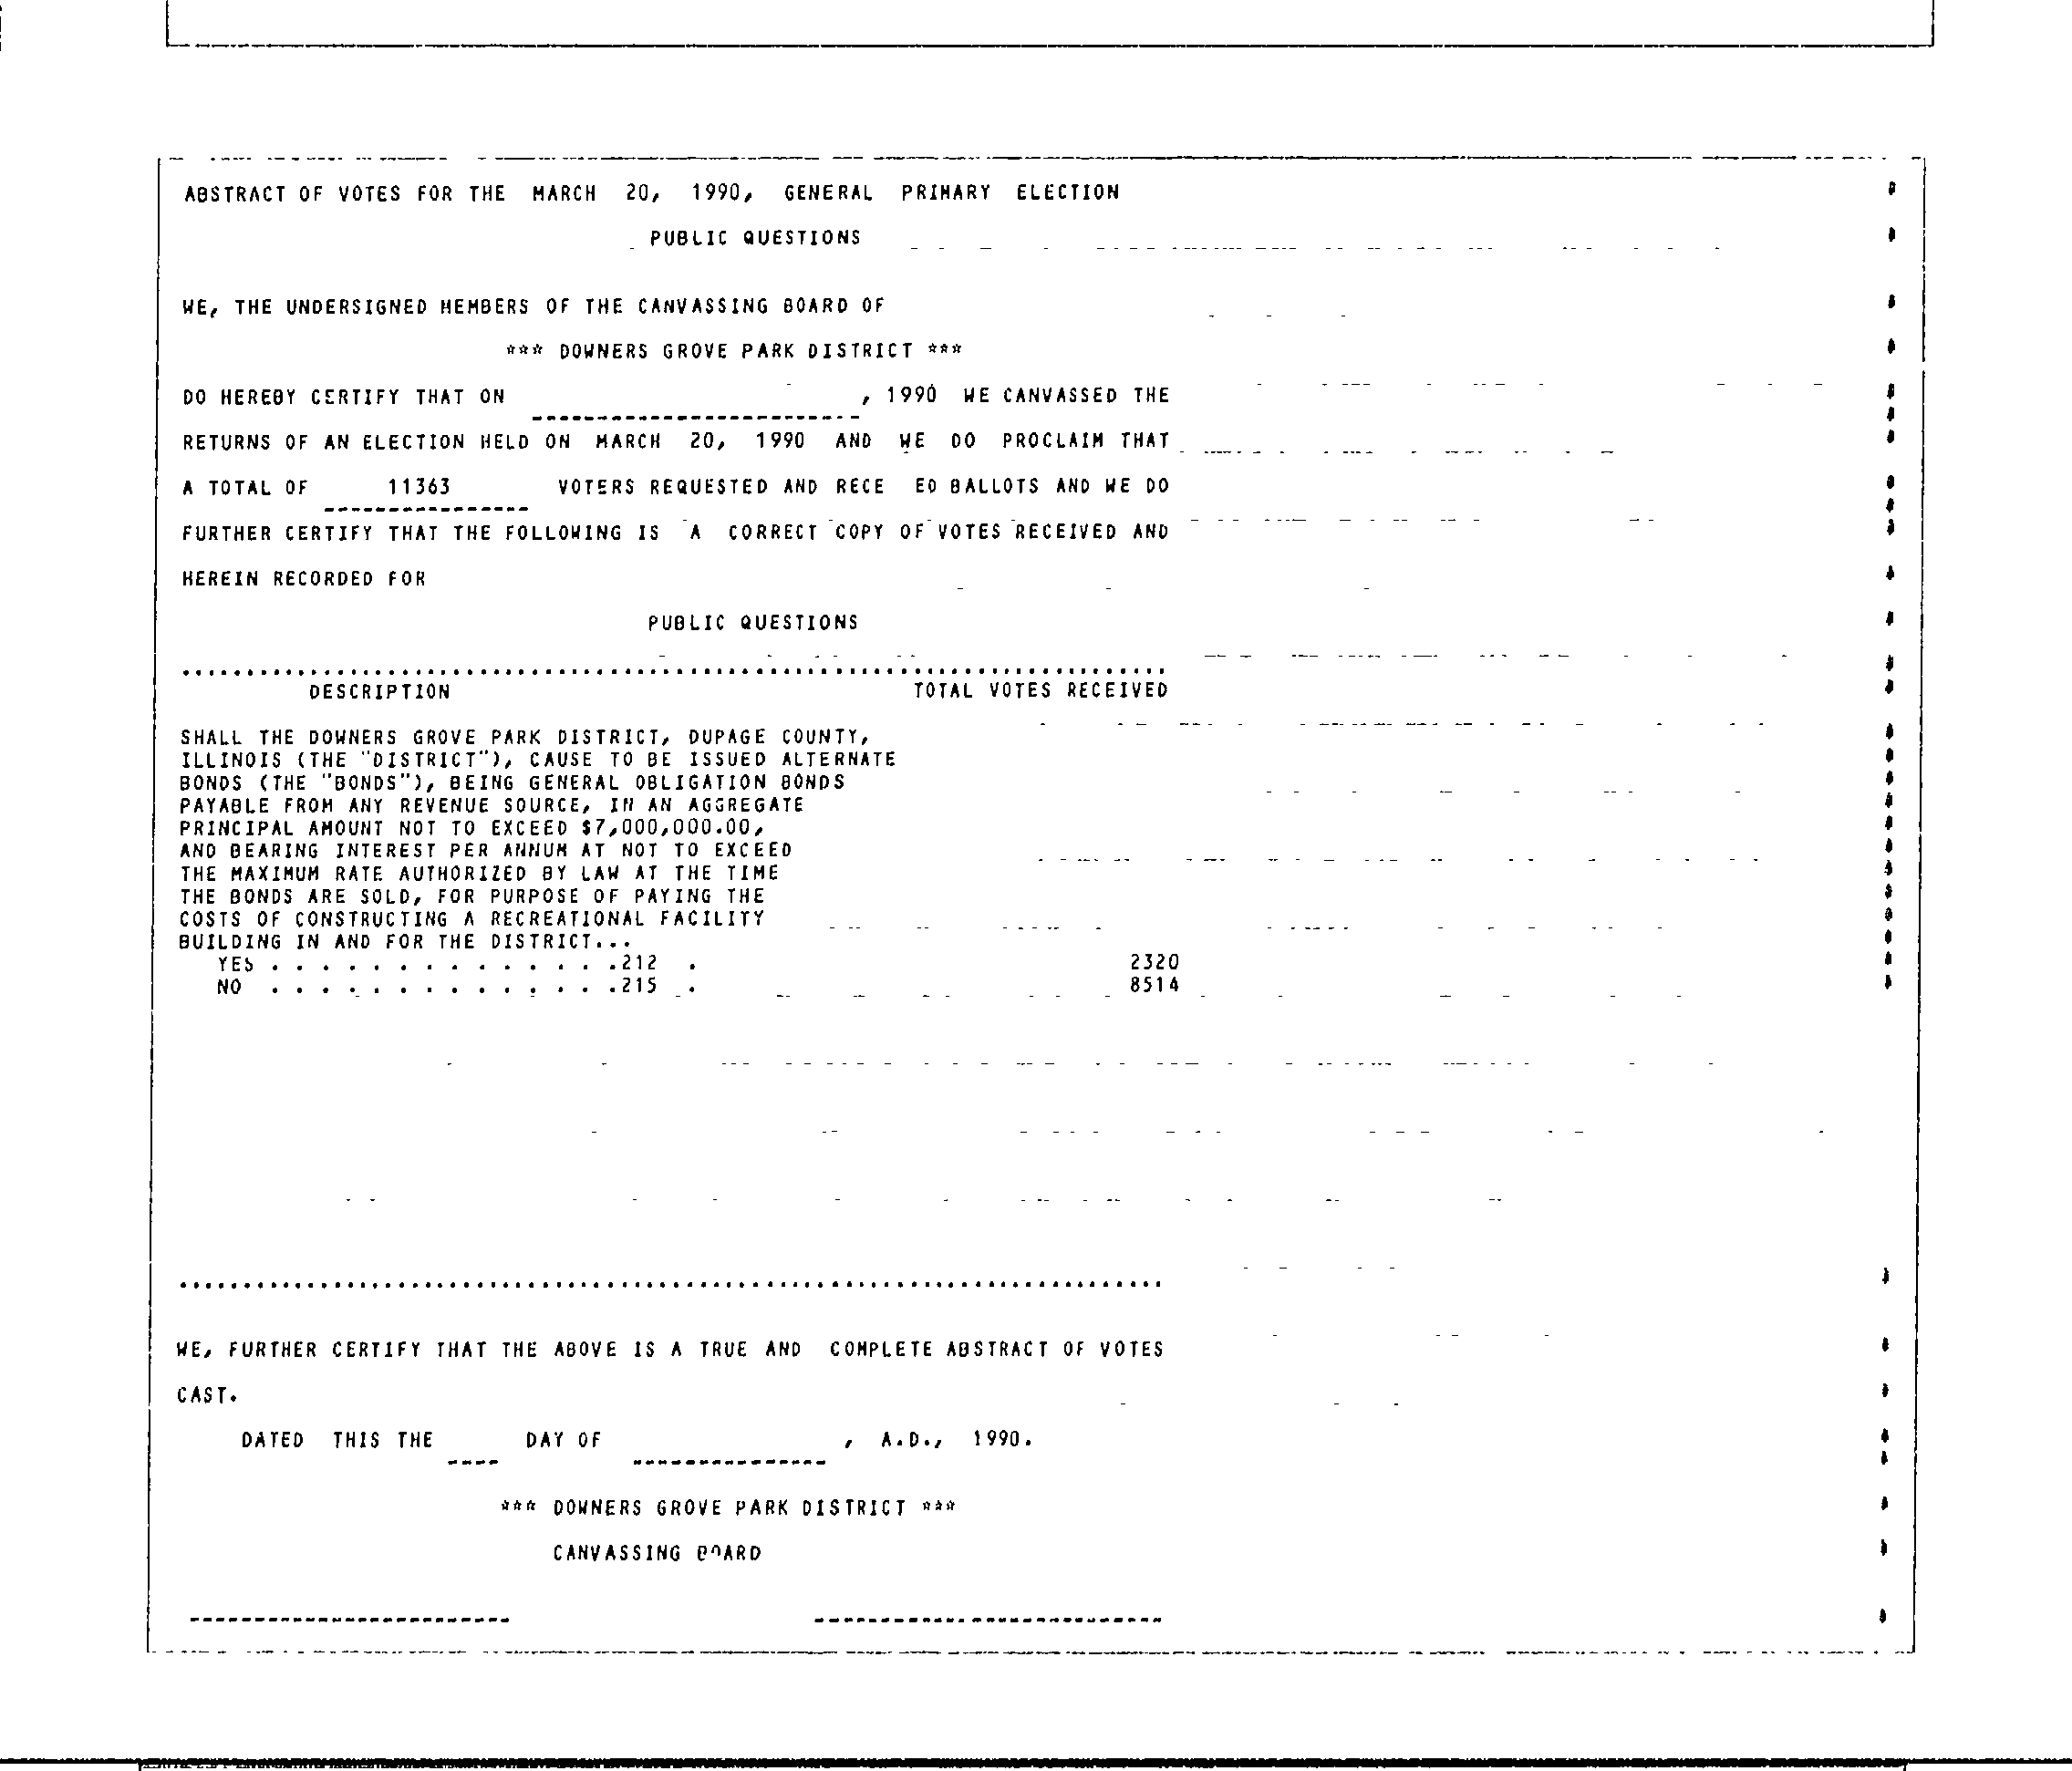 ABSTRACT OF VOTES FOR THE MARCH 20, 1990, GENERAL PRIMARY ELECTION
PUBLIC QUESTIONS
WE, THE UNDERSIGNED MEMBERS OF THE CANVASSING BOARD OF
*** DOWNERS GROVE PARK DISTRICT ***
DO HEREBY CERTIFY THAT ON , 1990 WE CANVASSED THE
RETURNS OF AN ELECTION HELD ON MARCH 20, 1990 AND WE DO PROCLAIM THAT
A TOTAL OF 11363 VOTERS REQUESTED AND RECE ED BALLOTS AND WE DO
FURTHER CERTIFY THAT THE FOLLOWING IS A CORRECT COPY OF VOTES RECEIVED AND
HEREIN RECORDED FOR
PUBLIC QUESTIONS
DESCRIPTION TOTAL VOTES RECEIVED
SHALL THE DOWNERS GROVE PARK DISTRICT, DUPAGE COUNTY,
ILLINOIS (THE "DISTRICT"), CAUSE TO BE ISSUED ALTERNATE
BONDS (THE "BONDS"), BEING GENERAL OBLIGATION BONDS
PAYABLE FROM ANY REVENUE SOURCE, IN AN AGGREGATE
PRINCIPAL AMOUNT NOT TO EXCEED $7,000,000.00,
AND BEARING INTEREST PER ANNUM AT NOT TO EXCEED
THE MAXIMUM RATE AUTHORIZED BY LAW AT THE TIME
THE BONDS ARE SOLD, FOR PURPOSE OF PAYING THE
COSTS OF CONSTRUCTING A RECREATIONAL FACILITY
BUILDING IN AND FOR THE DISTRICT...
YES . . . . . . . . . . . . . .212 . 2320
NO . . . . . . . . . . . . . .215 . 8514
WE, FURTHER CERTIFY THAT THE ABOVE IS A TRUE AND COMPLETE ABSTRACT OF VOTES
CAST.
DATED THIS THE DAY OF , A.D., 1990.
*** DOWNERS GROVE PARK DISTRICT ***
CANVASSING BOARD